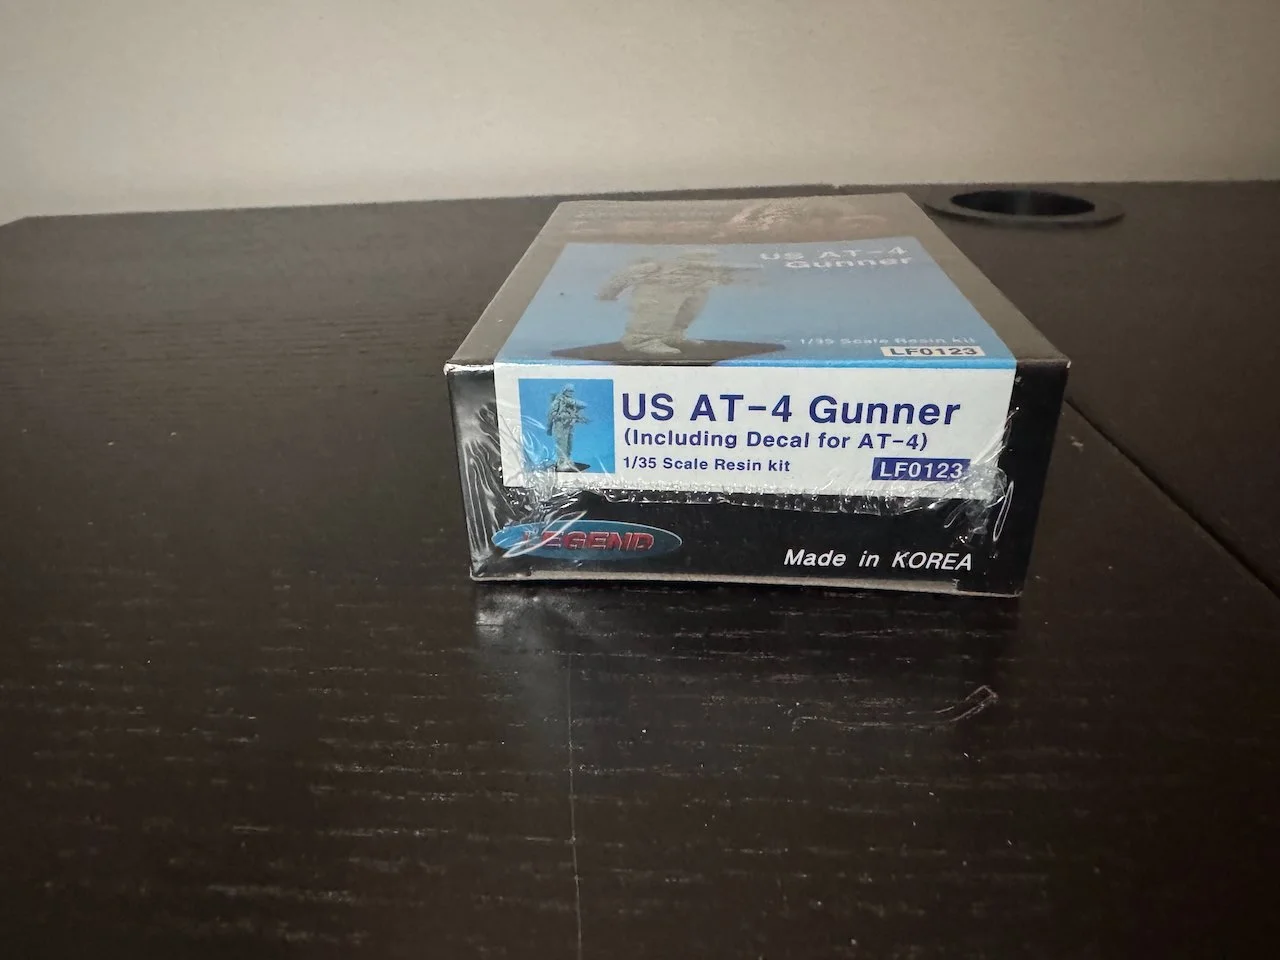 US AT-4
Gunner
1/35 Scale Resin kit
LF0123
US AT-4 Gunner
(Including Decal for AT-4)
1/35 Scale Resin kit
LF0123
LEGEND
Made in KOREA